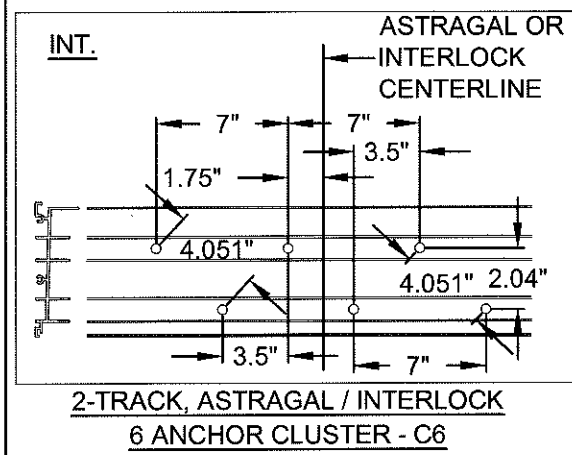 INT.
ASTRAGAL OR
INTERLOCK
CENTERLINE
7"
7"
3.5"
1.75"
4.051"
4.051"
2.04"
3.5"
7"
2-TRACK, ASTRAGAL / INTERLOCK
6 ANCHOR CLUSTER - C6